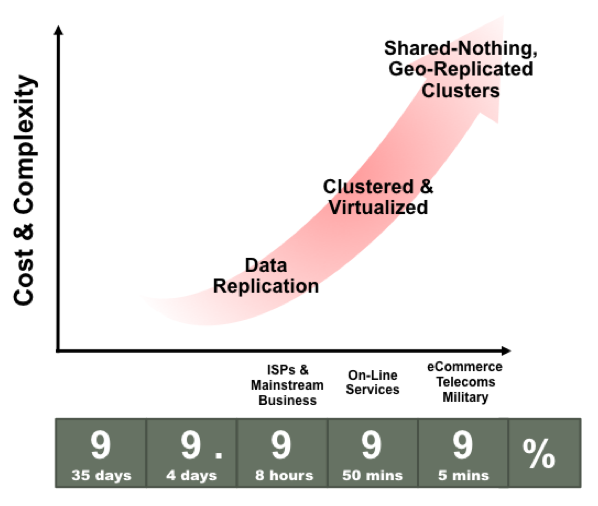 Shared-Nothing,
Geo-Replicated
Clusters
Cost & Complexity
Clustered &
Virtualized
Data
Replication
ISPs &
Mainstream
Business
On-Line
Services
eCommerce
Telecoms
Military
9 9 . 9 9 9 %
35 days 4 days 8 hours 50 mins 5 mins